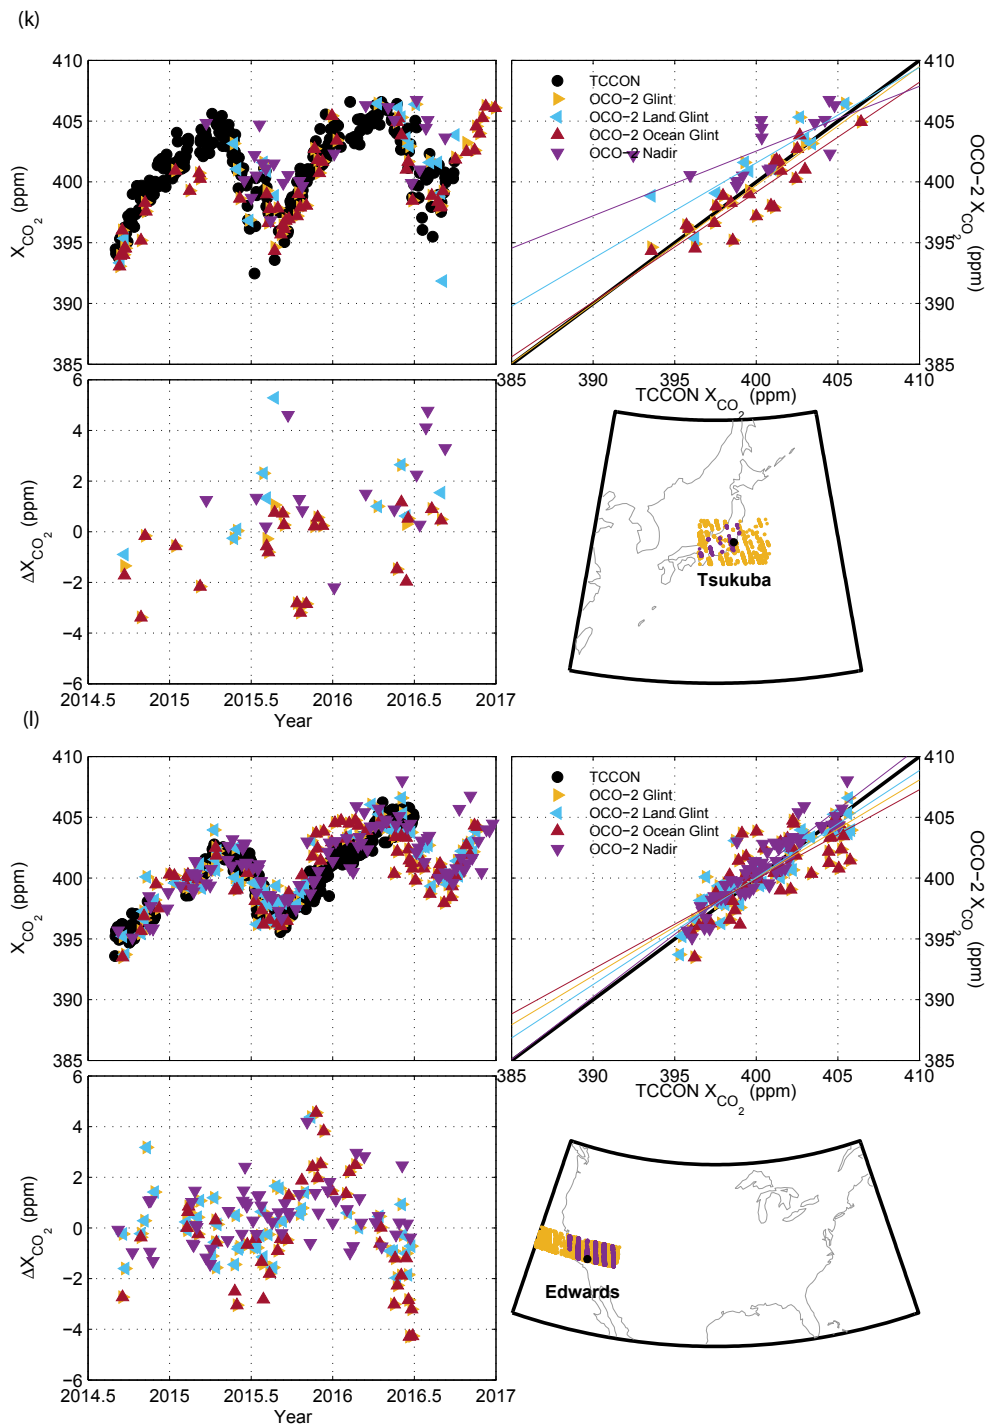 (k)
410
405
400
395
390
385
X_CO2 (ppm)
TCCON
OCO−2 Glint
OCO−2 Land Glint
OCO−2 Ocean Glint
OCO−2 Nadir
410
405
400
395
390
385
OCO−2 X_CO2 (ppm)
385 390 395 400 405 410
TCCON X_CO2 (ppm)
6
4
2
0
−2
−4
−6
ΔX_CO2 (ppm)
2014.5 2015 2015.5 2016 2016.5 2017
Year
Tsukuba
(l)
410
405
400
395
390
385
X_CO2 (ppm)
TCCON
OCO−2 Glint
OCO−2 Land Glint
OCO−2 Ocean Glint
OCO−2 Nadir
410
405
400
395
390
385
OCO−2 X_CO2 (ppm)
385 390 395 400 405 410
TCCON X_CO2 (ppm)
6
4
2
0
−2
−4
−6
ΔX_CO2 (ppm)
2014.5 2015 2015.5 2016 2016.5 2017
Year
Edwards